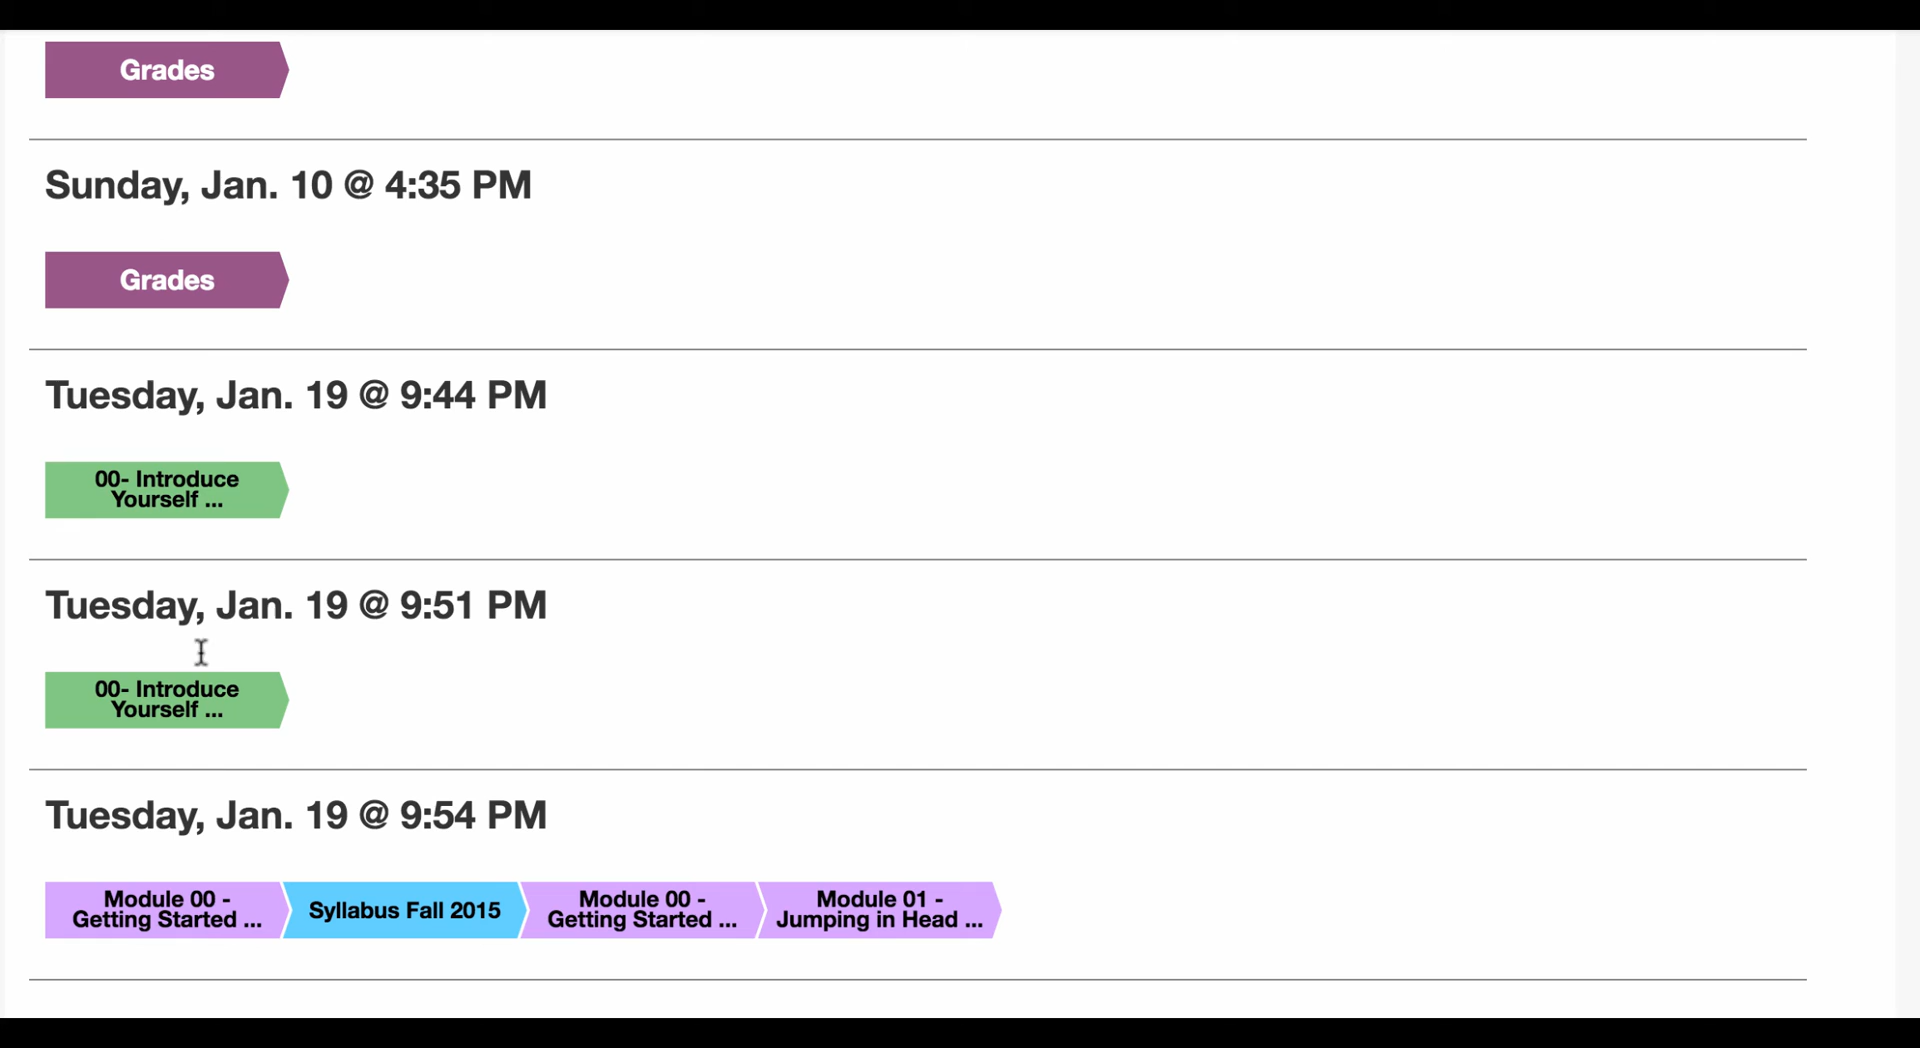 Grades
Sunday, Jan. 10 @ 4:35 PM
Grades
Tuesday, Jan. 19 @ 9:44 PM
00- Introduce
Yourself ...
Tuesday, Jan. 19 @ 9:51 PM
00- Introduce
Yourself ...
Tuesday, Jan. 19 @ 9:54 PM
Module 00 -
Getting Started ...
Syllabus Fall 2015
Module 00 -
Getting Started ...
Module 01 -
Jumping in Head ...